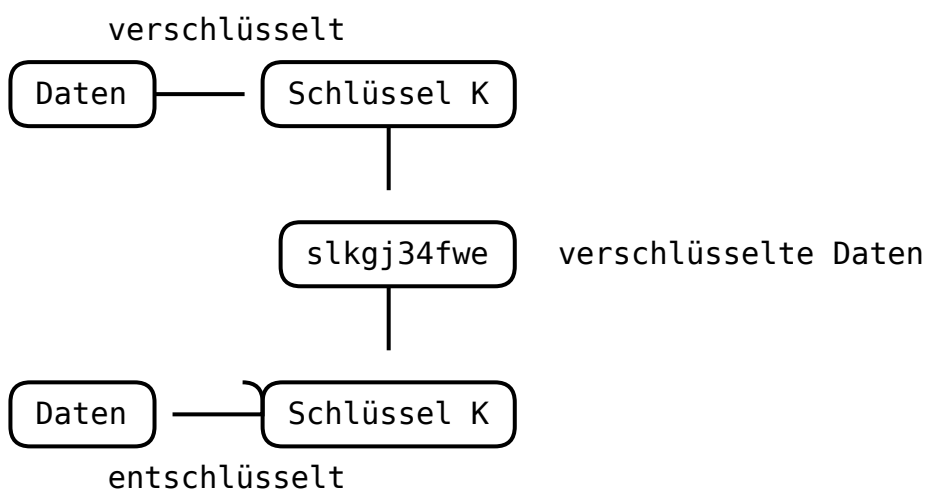 verschlüsselt
Daten Schlüssel K
slkgj34fwe verschlüsselte Daten
Daten Schlüssel K
entschlüsselt